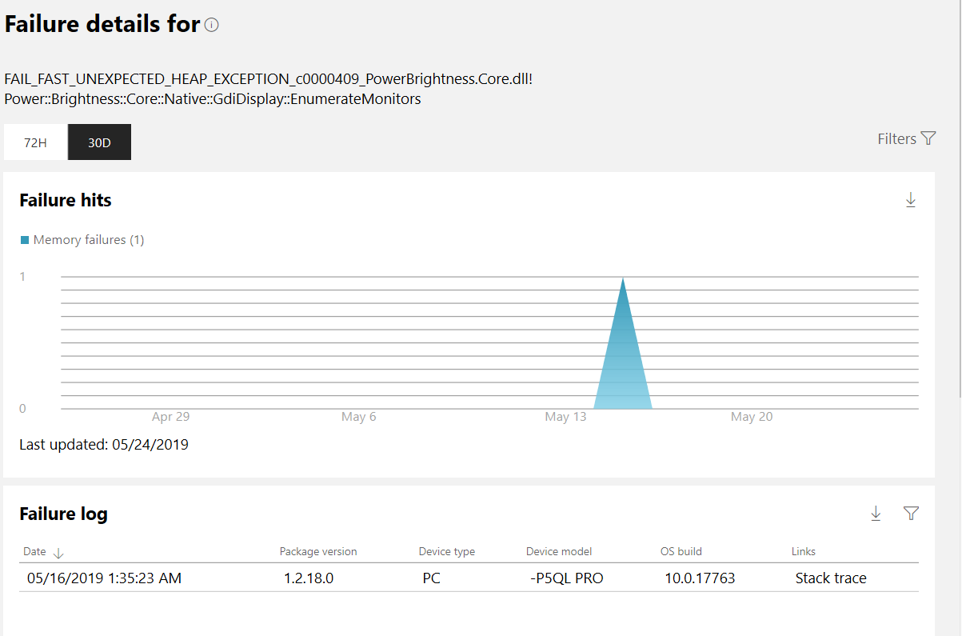 Failure details for
FAIL_FAST_UNEXPECTED_HEAP_EXCEPTION_c0000409_PowerBrightness.Core.dll!
Power::Brightness::Core::Native::GdiDisplay::EnumerateMonitors
72H 30D Filters
Failure hits
Memory failures (1)
1
0
Apr 29 May 6 May 13 May 20
Last updated: 05/24/2019
Failure log
Date Package version Device type Device model OS build Links
05/16/2019 1:35:23 AM 1.2.18.0 PC -P5QL PRO 10.0.17763 Stack trace